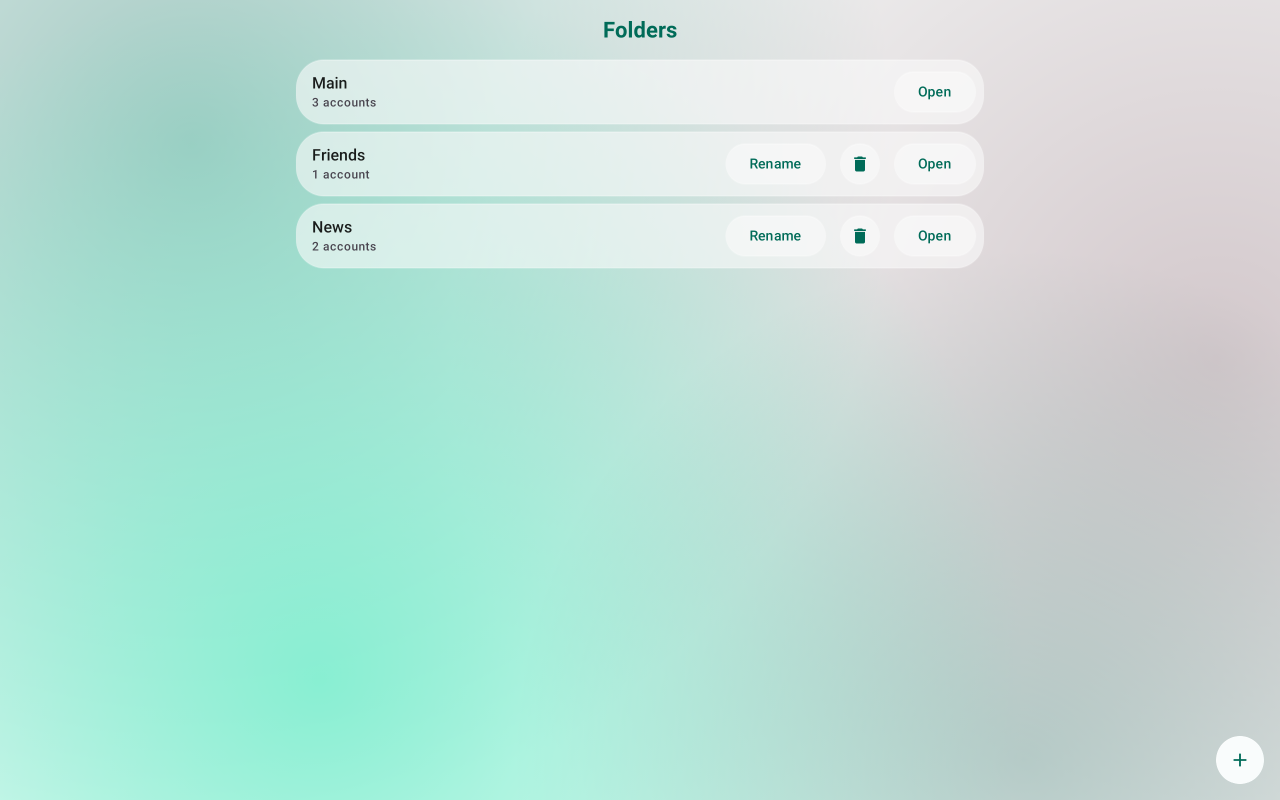 Folders
Main
3 accounts
Open
Friends
1 account
Rename
Open
News
2 accounts
Rename
Open